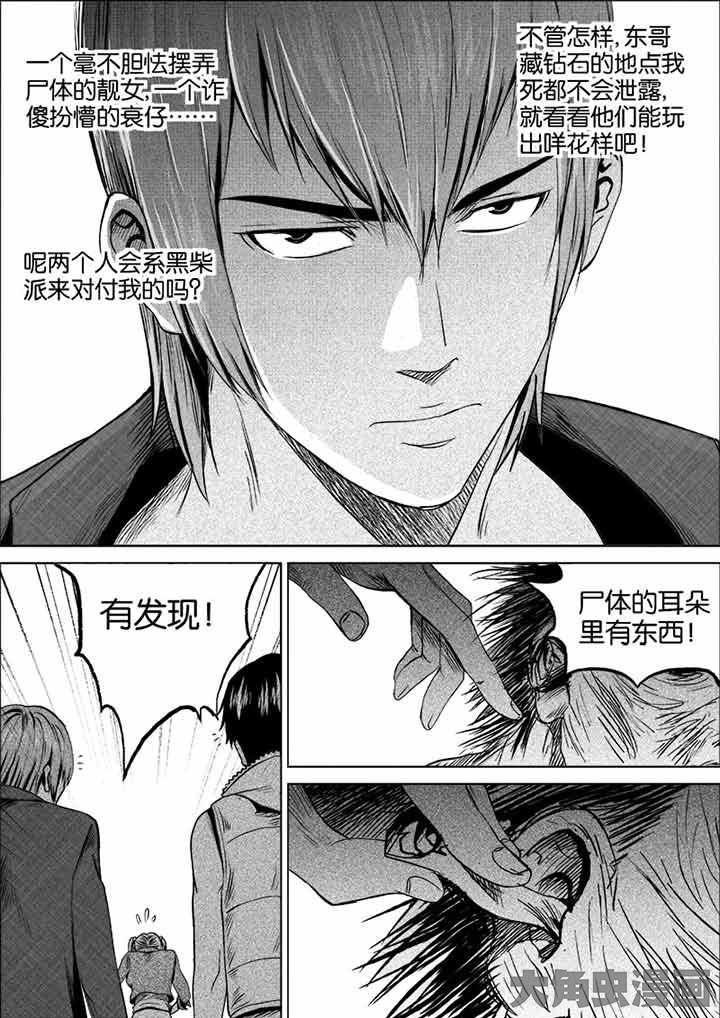 不管怎样,东哥
藏钻石的地点我
死都不会泄露,
就看看他们能玩
出咩花样吧!
一个毫不胆怯摆弄
尸体的靓女,一个诈
傻扮懵的衰仔……
呢两个人会系黑柴
派来对付我的吗?
有发现!
尸体的耳朵
里有东西!
大角虫漫画